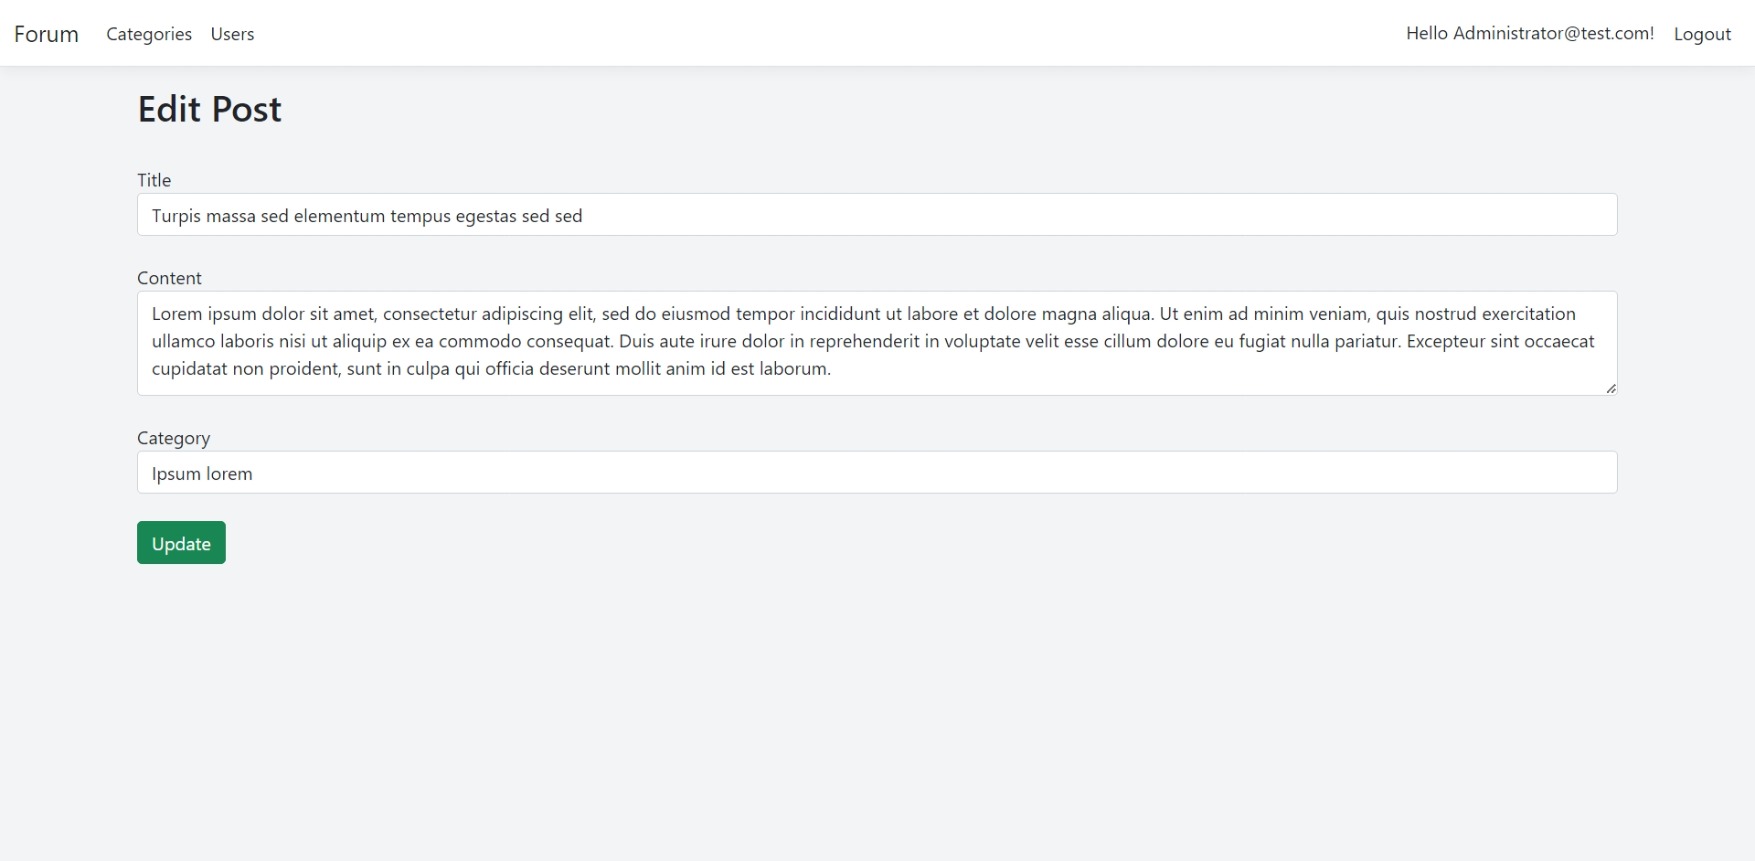 Forum Categories Users Hello Administrator@test.com! Logout
Edit Post
Title
Turpis massa sed elementum tempus egestas sed sed
Content
Lorem ipsum dolor sit amet, consectetur adipiscing elit, sed do eiusmod tempor incididunt ut labore et dolore magna aliqua. Ut enim ad minim veniam, quis nostrud exercitation
ullamco laboris nisi ut aliquip ex ea commodo consequat. Duis aute irure dolor in reprehenderit in voluptate velit esse cillum dolore eu fugiat nulla pariatur. Excepteur sint occaecat
cupidatat non proident, sunt in culpa qui officia deserunt mollit anim id est laborum.
Category
Ipsum lorem
Update